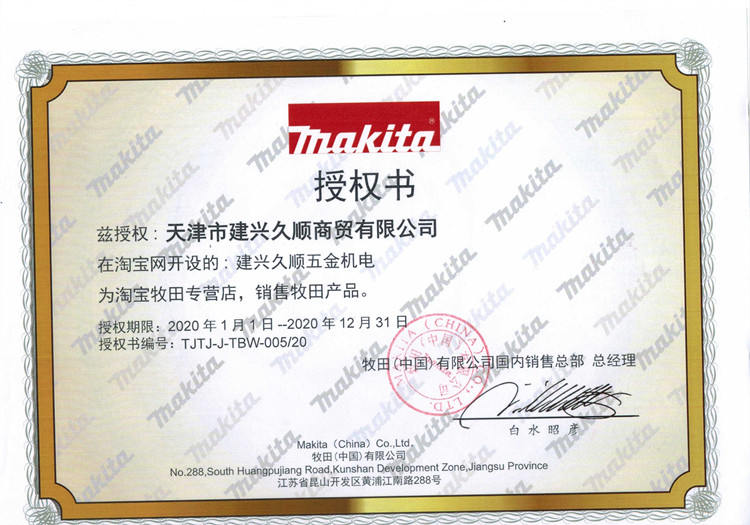 makita®
授权书
兹授权：天津市建兴久顺商贸有限公司
在淘宝网开设的：建兴久顺五金机电
为淘宝牧田专营店，销售牧田产品。
授权期限：2020 年 1 月 1 日--2020 年 12 月 31 日
授权书编号：TJTJ-J-TBW-005/20
牧田(中国)有限公司国内销售总部 总经理
白水昭彦
Makita（China）Co.,Ltd.
牧田(中国)有限公司
No.288,South Huangpujiang Road,Kunshan Development Zone,Jiangsu Province
江苏省昆山开发区黄浦江南路288号